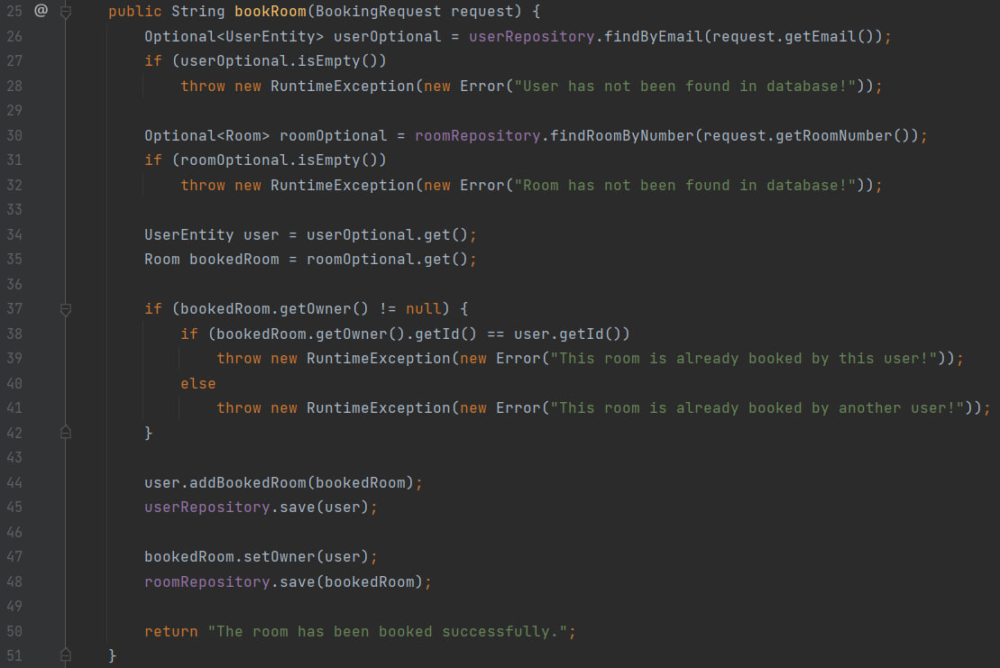 25 @ public String bookRoom(BookingRequest request) {
26 Optional<UserEntity> userOptional = userRepository.findByEmail(request.getEmail());
27 if (userOptional.isEmpty())
28 throw new RuntimeException(new Error("User has not been found in database!"));
29
30 Optional<Room> roomOptional = roomRepository.findRoomByNumber(request.getRoomNumber());
31 if (roomOptional.isEmpty())
32 throw new RuntimeException(new Error("Room has not been found in database!"));
33
34 UserEntity user = userOptional.get();
35 Room bookedRoom = roomOptional.get();
36
37 if (bookedRoom.getOwner() != null) {
38 if (bookedRoom.getOwner().getId() == user.getId())
39 throw new RuntimeException(new Error("This room is already booked by this user!"));
40 else
41 throw new RuntimeException(new Error("This room is already booked by another user!"));
42 }
43
44 user.addBookedRoom(bookedRoom);
45 userRepository.save(user);
46
47 bookedRoom.setOwner(user);
48 roomRepository.save(bookedRoom);
49
50 return "The room has been booked successfully.";
51 }